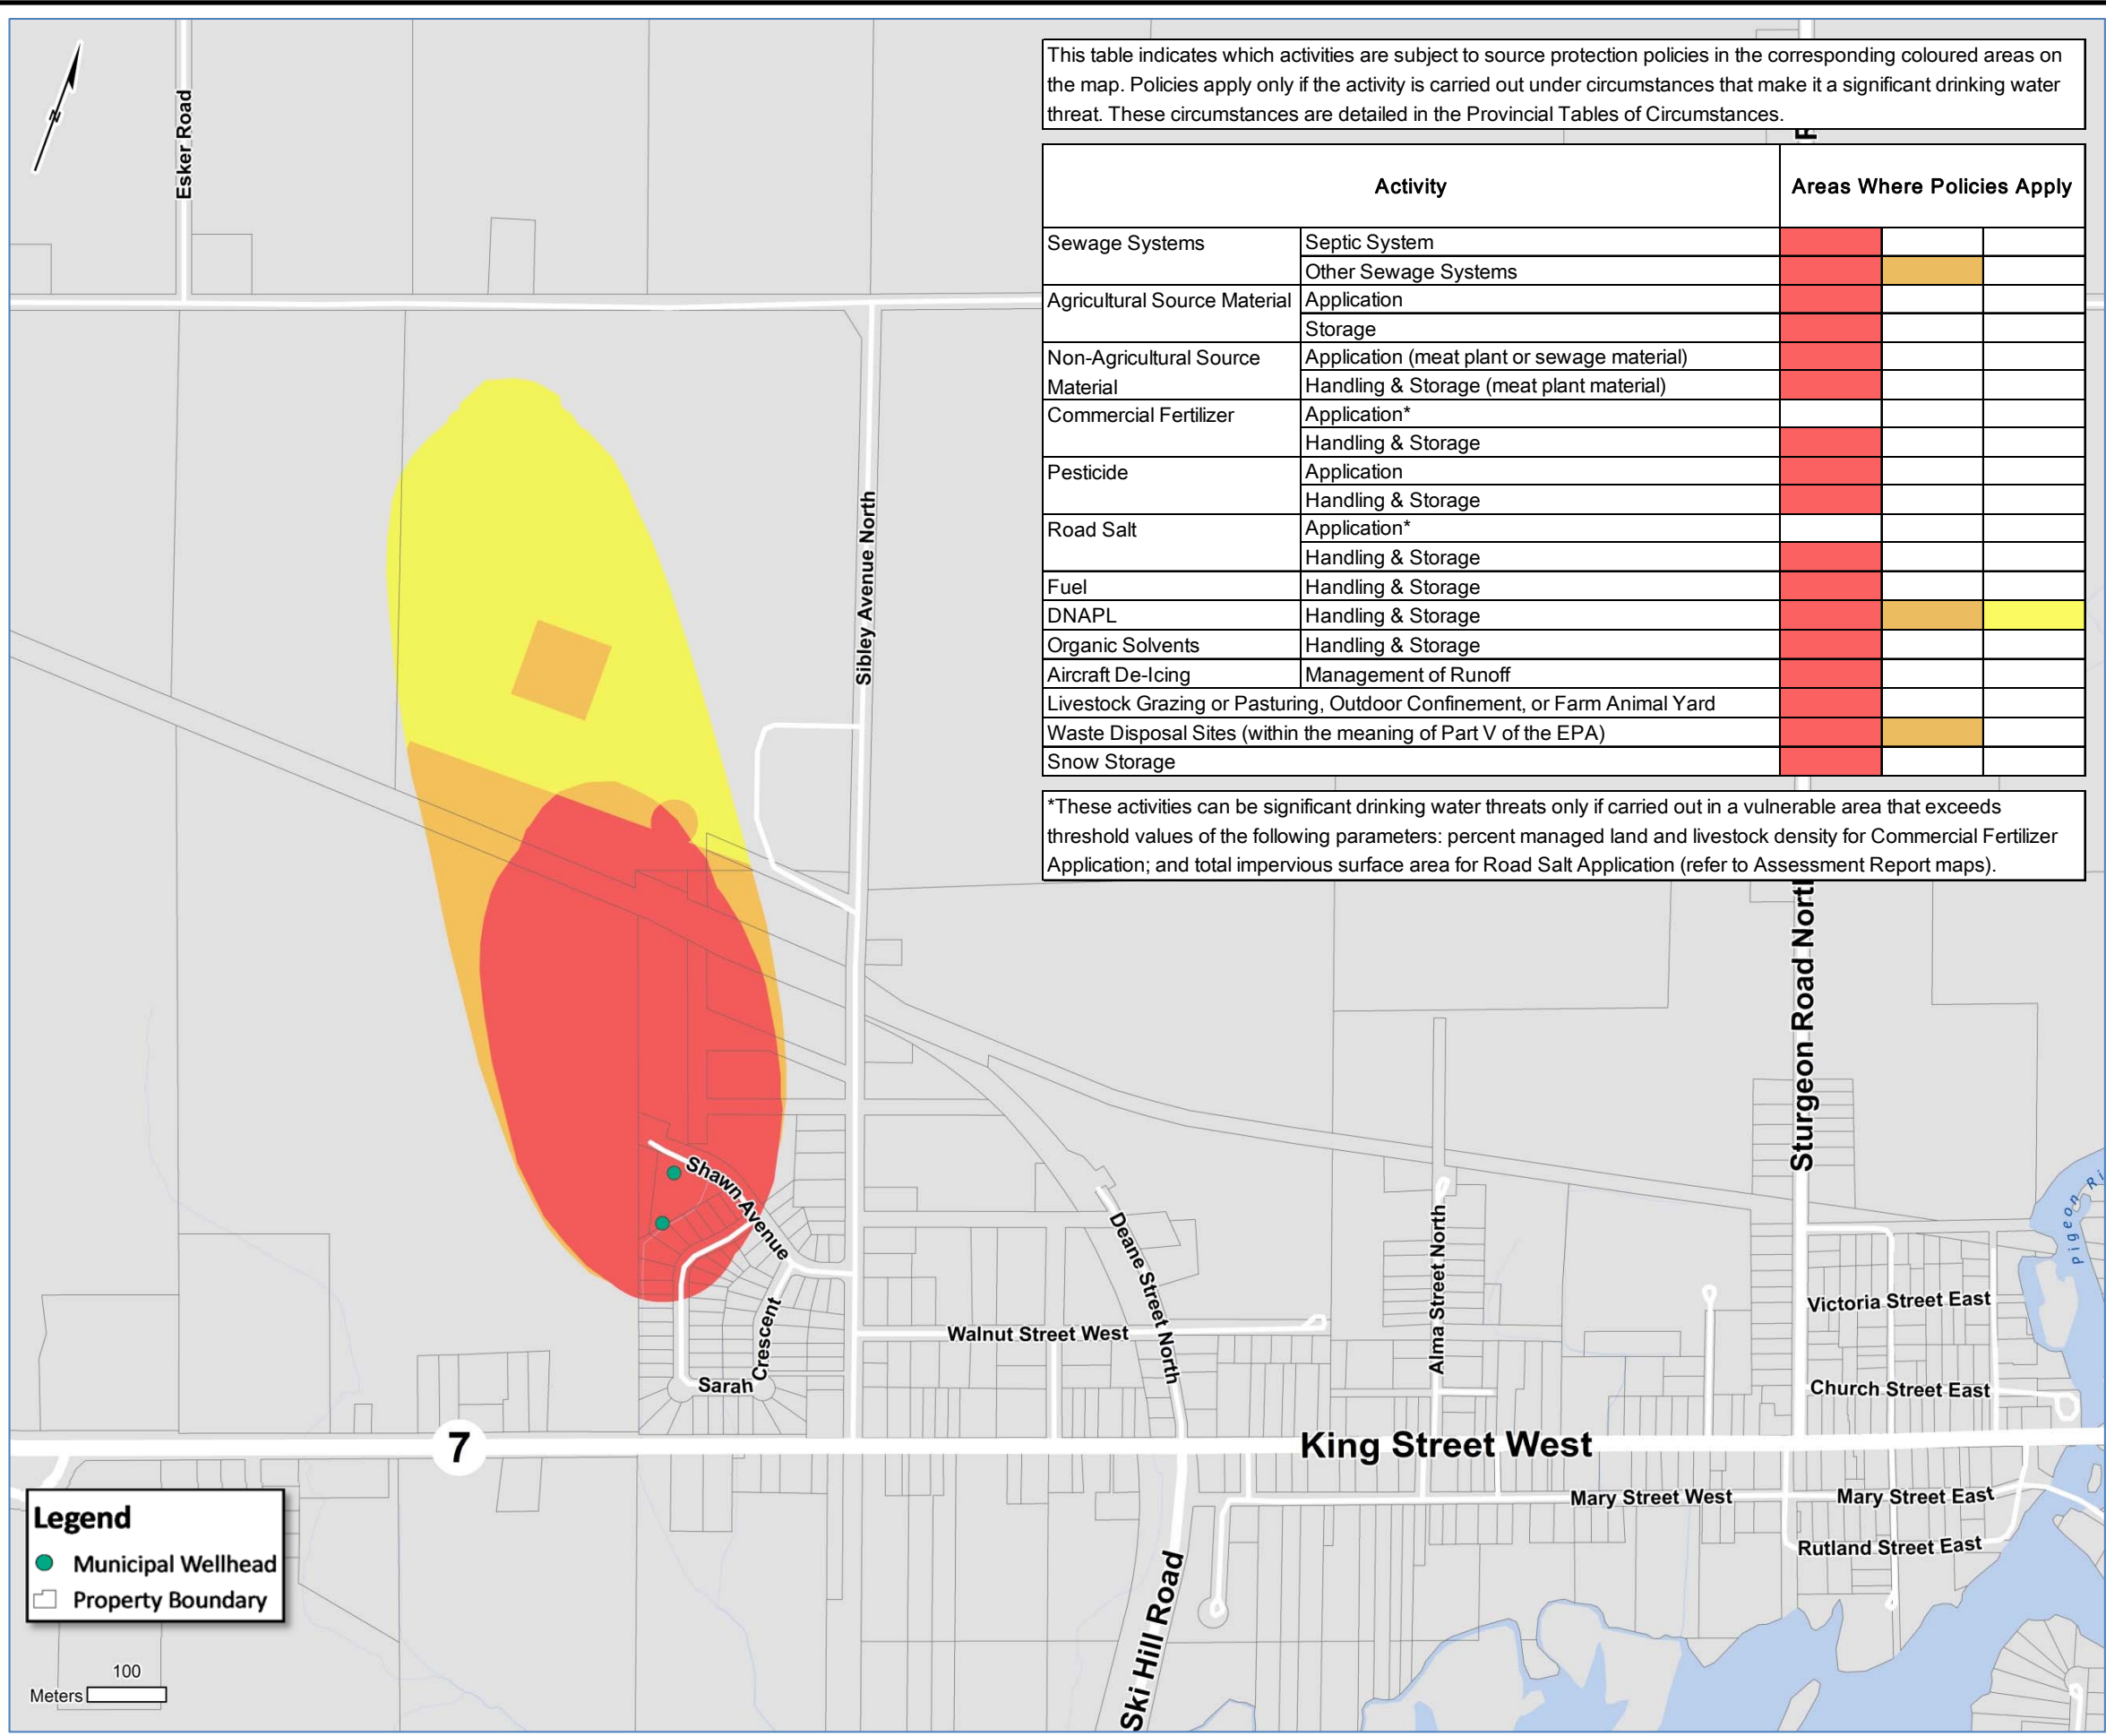 This table indicates which activities are subject to source protection policies in the corresponding coloured areas on
the map. Policies apply only if the activity is carried out under circumstances that make it a significant drinking water
threat. These circumstances are detailed in the Provincial Tables of Circumstances.
Activity Areas Where Policies Apply
Sewage Systems Septic System
Other Sewage Systems
Agricultural Source Material Application
Storage
Non-Agricultural Source Application (meat plant or sewage material)
Material Handling & Storage (meat plant material)
Commercial Fertilizer Application*
Handling & Storage
Pesticide Application
Handling & Storage
Road Salt Application*
Handling & Storage
Fuel Handling & Storage
DNAPL Handling & Storage
Organic Solvents Handling & Storage
Aircraft De-Icing Management of Runoff
Livestock Grazing or Pasturing, Outdoor Confinement, or Farm Animal Yard
Waste Disposal Sites (within the meaning of Part V of the EPA)
Snow Storage
*These activities can be significant drinking water threats only if carried out in a vulnerable area that exceeds
threshold values of the following parameters: percent managed land and livestock density for Commercial Fertilizer
Application; and total impervious surface area for Road Salt Application (refer to Assessment Report maps).
N
Esker Road
Sibley Avenue North
Sturgeon Road North
Shawn Avenue
Sarah Crescent
Deane Street North
Walnut Street West
Alma Street North
Pigeon Ri
Victoria Street East
Church Street East
7
King Street West
Mary Street West
Mary Street East
Rutland Street East
Ski Hill Road
Legend
Municipal Wellhead
Property Boundary
100
Meters